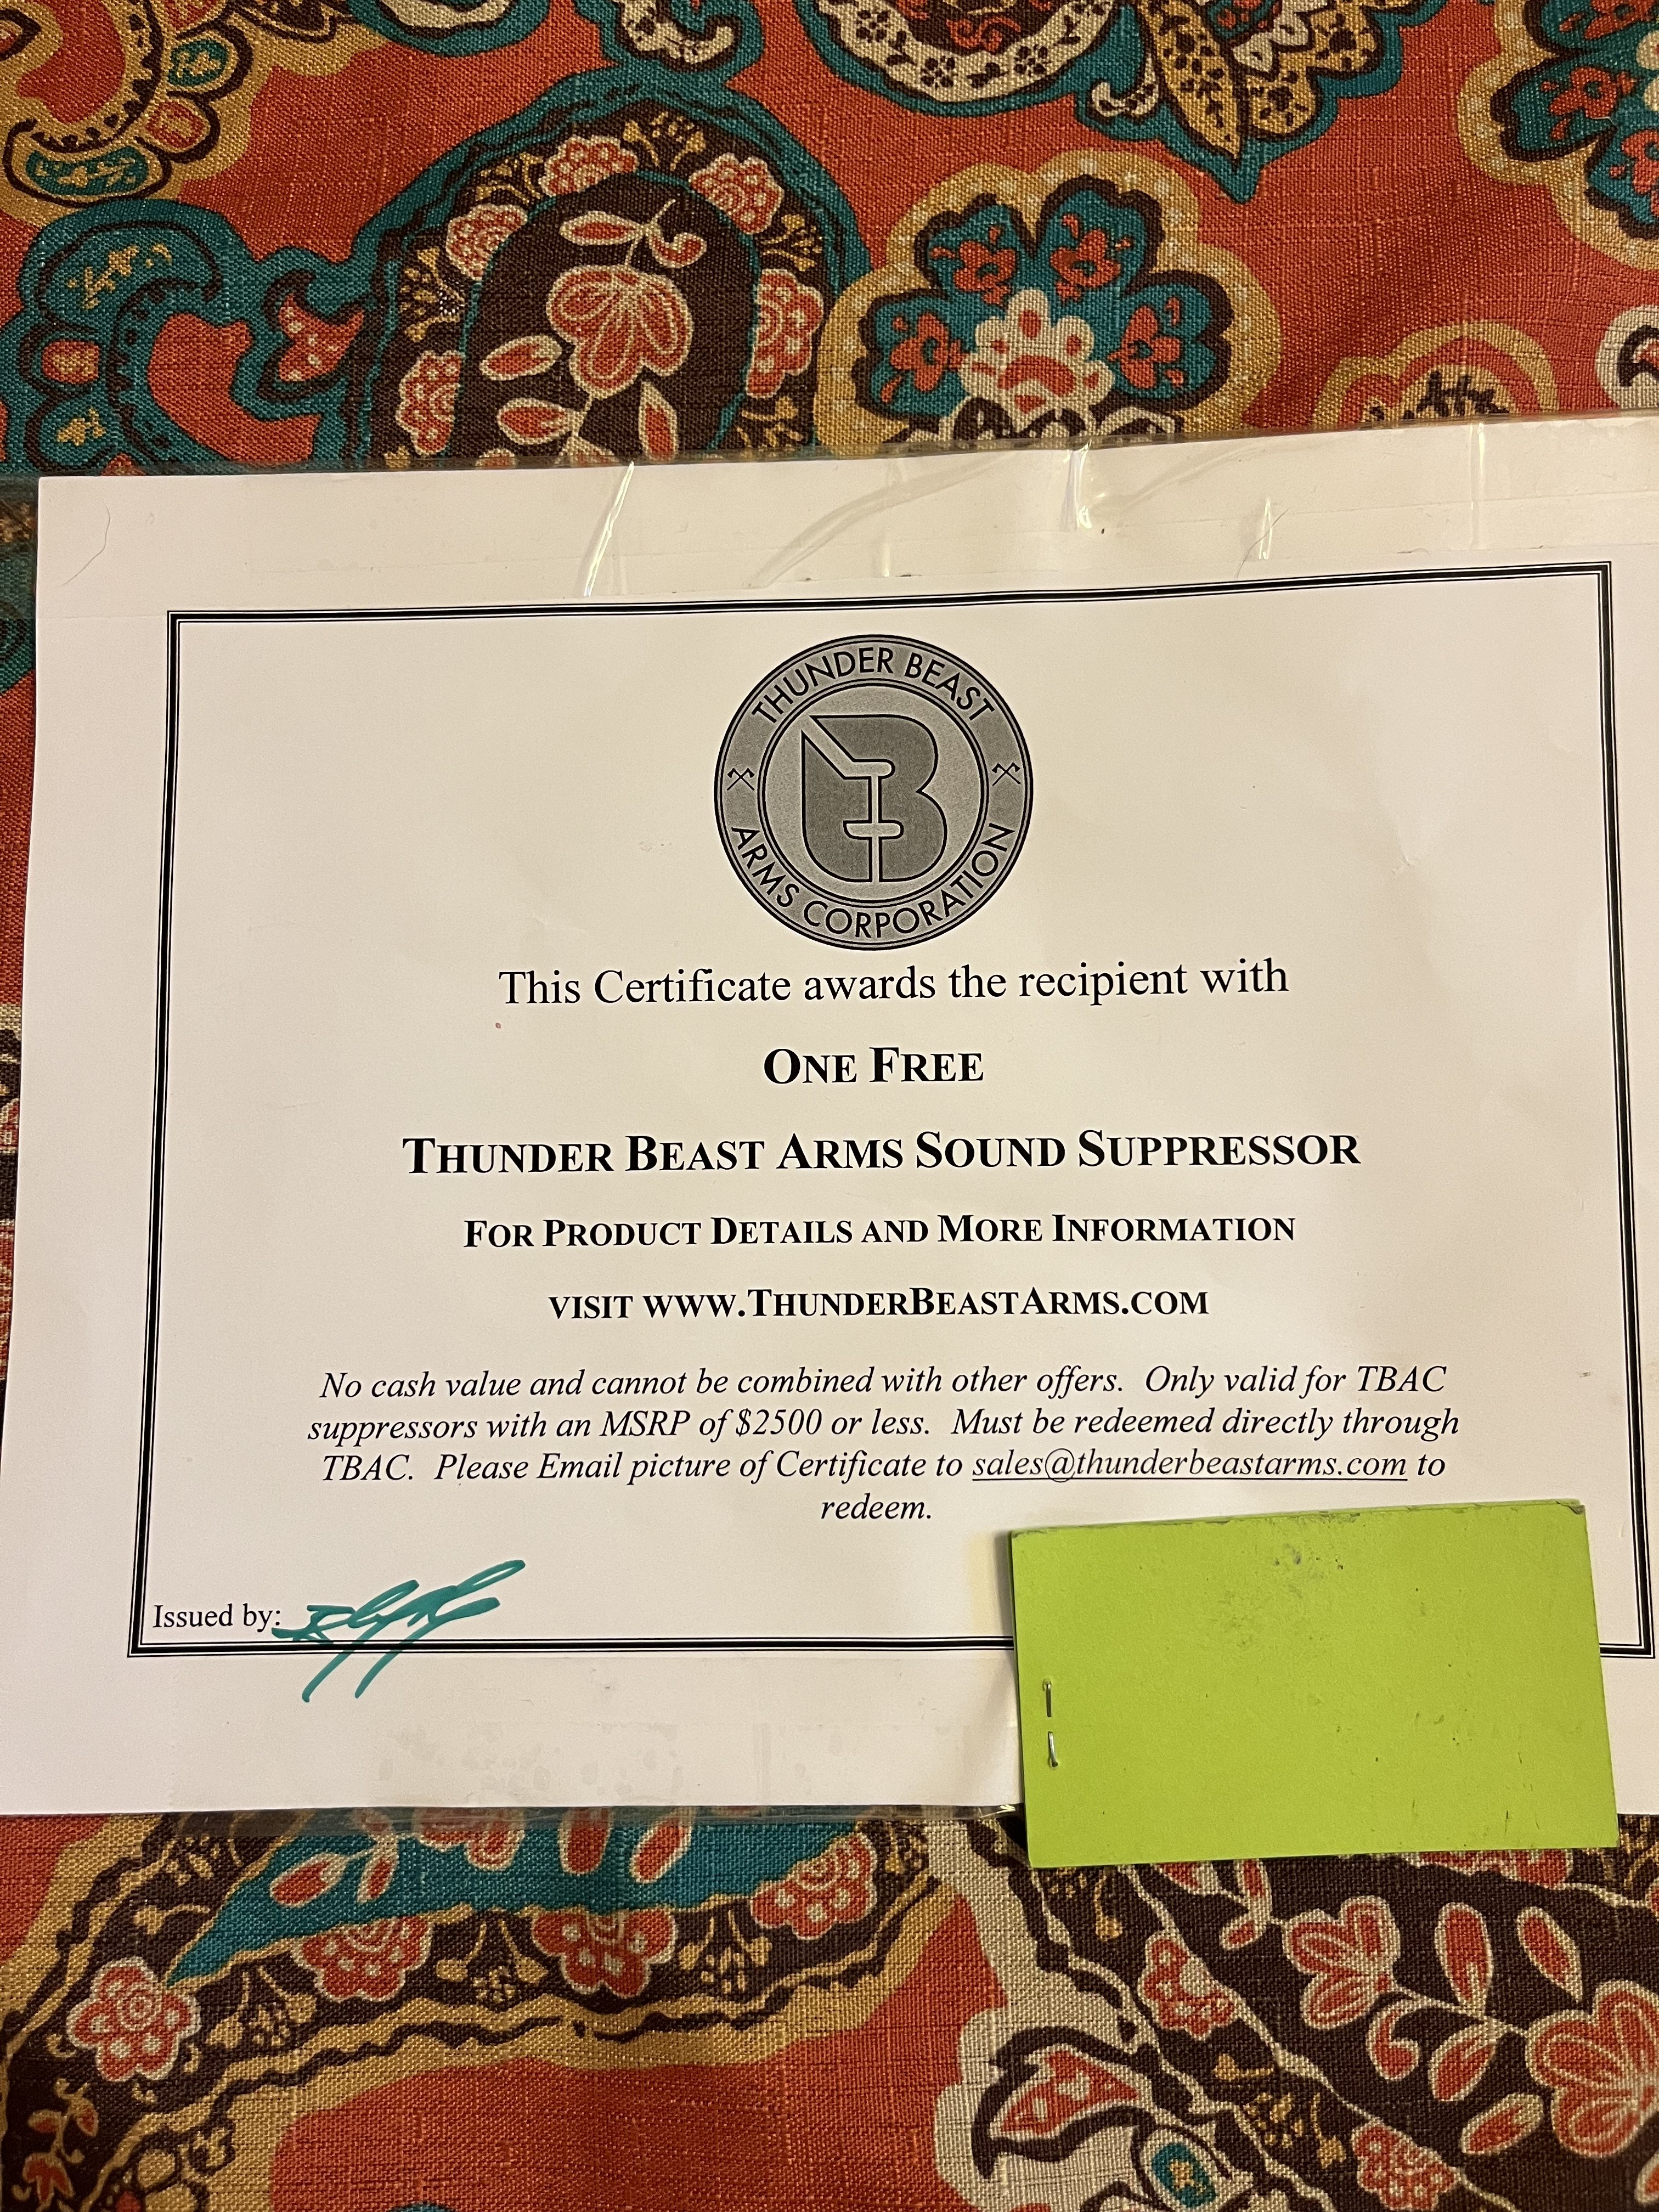 THUNDER BEAST
ARMS CORPORATION
This Certificate awards the recipient with
ONE FREE
THUNDER BEAST ARMS SOUND SUPPRESSOR
FOR PRODUCT DETAILS AND MORE INFORMATION
VISIT WWW.THUNDERBEASTARMS.COM
No cash value and cannot be combined with other offers. Only valid for TBAC
suppressors with an MSRP of $2500 or less. Must be redeemed directly through
TBAC. Please Email picture of Certificate to sales@thunderbeastarms.com to
redeem.
Issued by: